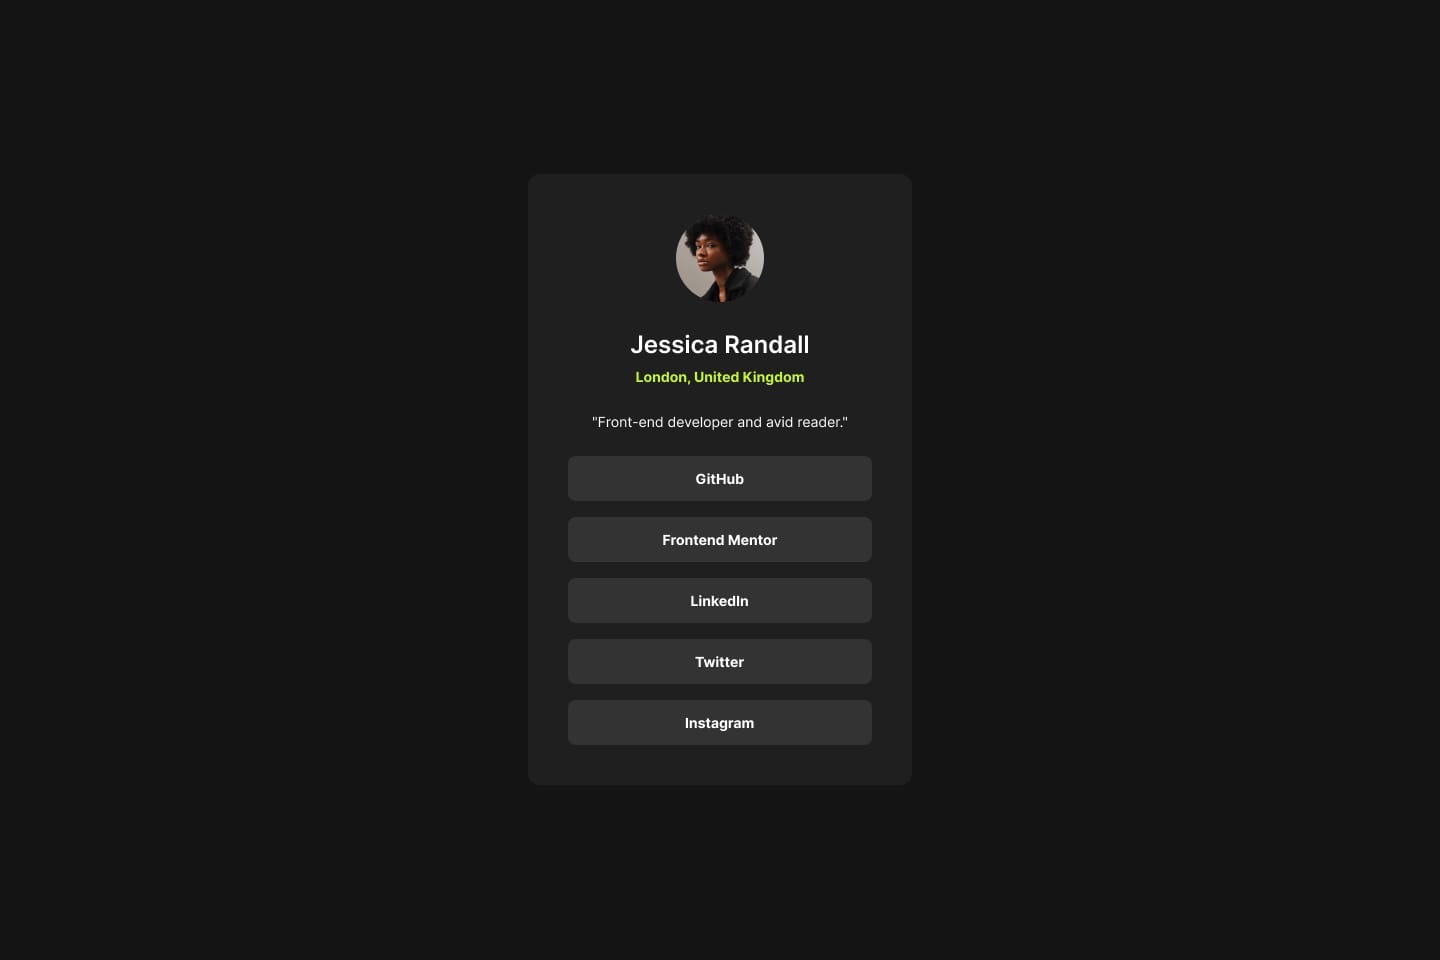 Jessica Randall
London, United Kingdom
"Front-end developer and avid reader."
GitHub
Frontend Mentor
LinkedIn
Twitter
Instagram